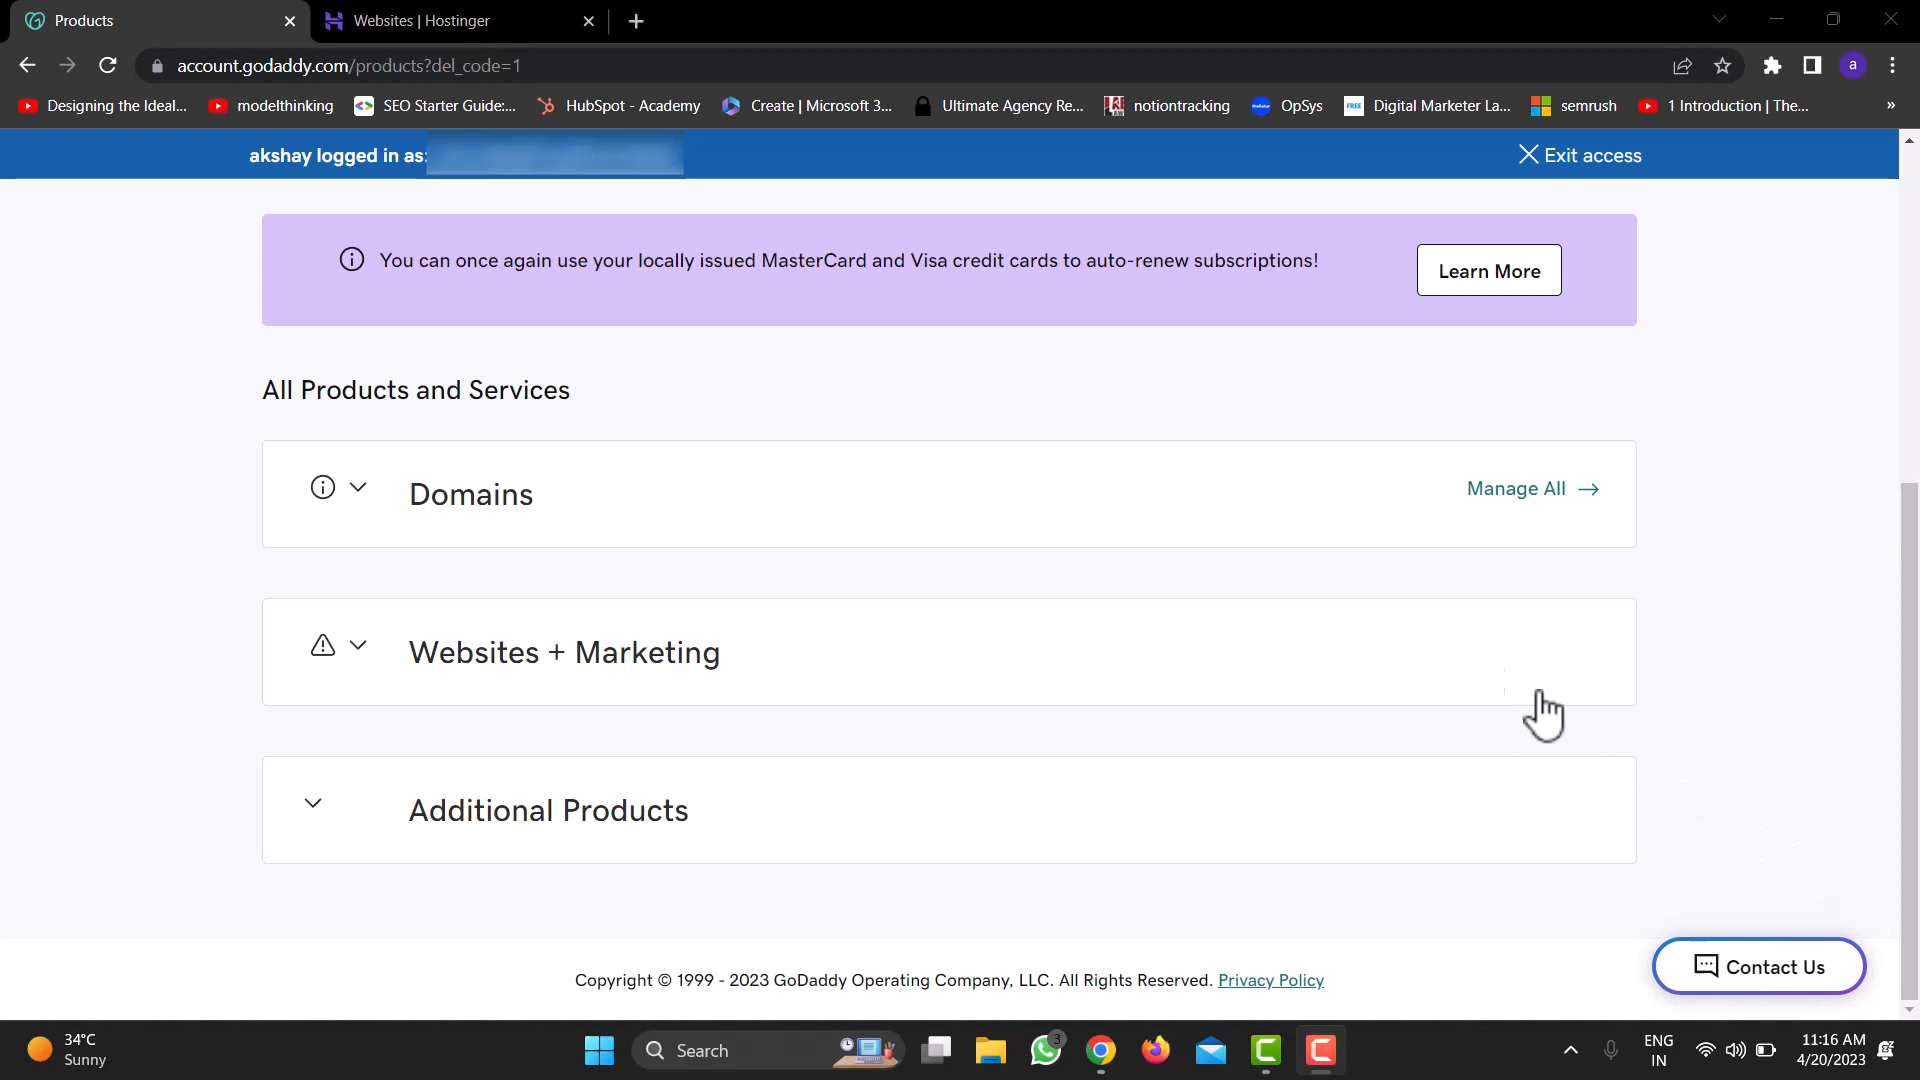 Products
Websites | Hostinger
account.godaddy.com/products?del_code=1
a
Designing the Ideal...
modelthinking
SEO Starter Guide:...
HubSpot - Academy
Create | Microsoft 3...
Ultimate Agency Re...
notiontracking
OpSys
FREE
Digital Marketer La...
semrush
1 Introduction | The...
»
akshay logged in as:
Exit access
You can once again use your locally issued MasterCard and Visa credit cards to auto-renew subscriptions!
Learn More
All Products and Services
Domains
Manage All →
Websites + Marketing
Additional Products
Copyright © 1999 - 2023 GoDaddy Operating Company, LLC. All Rights Reserved. Privacy Policy
Contact Us
34°C
Sunny
Search
3
ENG
IN
11:16 AM
4/20/2023